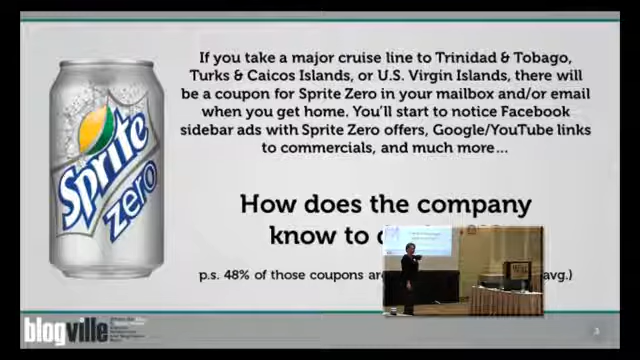 If you take a major cruise line to Trinidad & Tobago,
Turks & Caicos Islands, or U.S. Virgin Islands, there will
be a coupon for Sprite Zero in your mailbox and/or email
when you get home. You'll start to notice Facebook
sidebar ads with Sprite Zero offers, Google/YouTube links
to commercials, and much more...
Sprite
zero
How does the company
know to
p.s. 48% of those coupons are avg.)
blogville
3